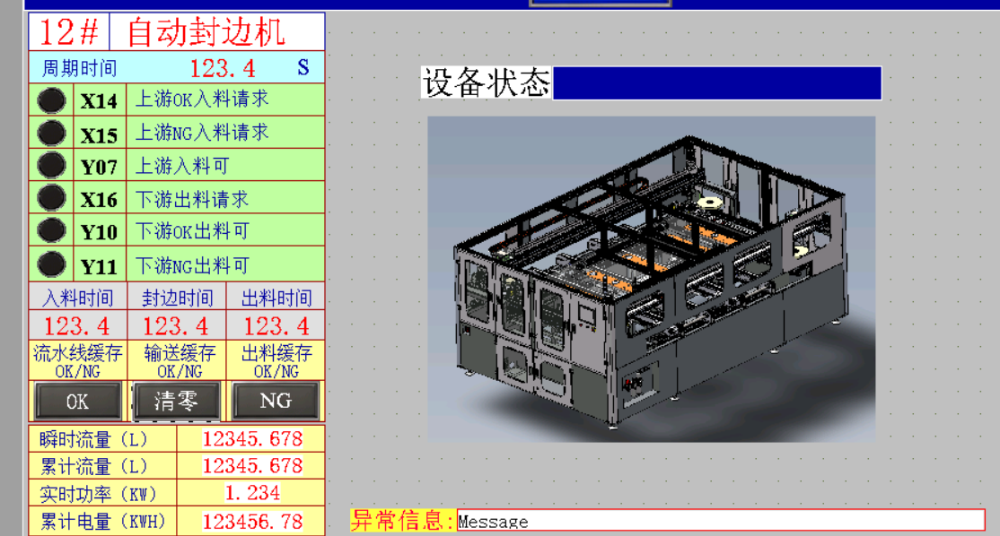 12# 自动封边机
周期时间 123.4 S
设备状态
X14 上游OK入料请求
X15 上游NG入料请求
Y07 上游入料可
X16 下游出料请求
Y10 下游OK出料可
Y11 下游NG出料可
入料时间 封边时间 出料时间
123.4 123.4 123.4
流水线缓存 输送缓存 出料缓存
OK/NG OK/NG OK/NG
OK 清零 NG
瞬时流量(L) 12345.678
累计流量(L) 12345.678
实时功率(KW) 1.234
累计电量(KWH) 123456.78
异常信息: Message